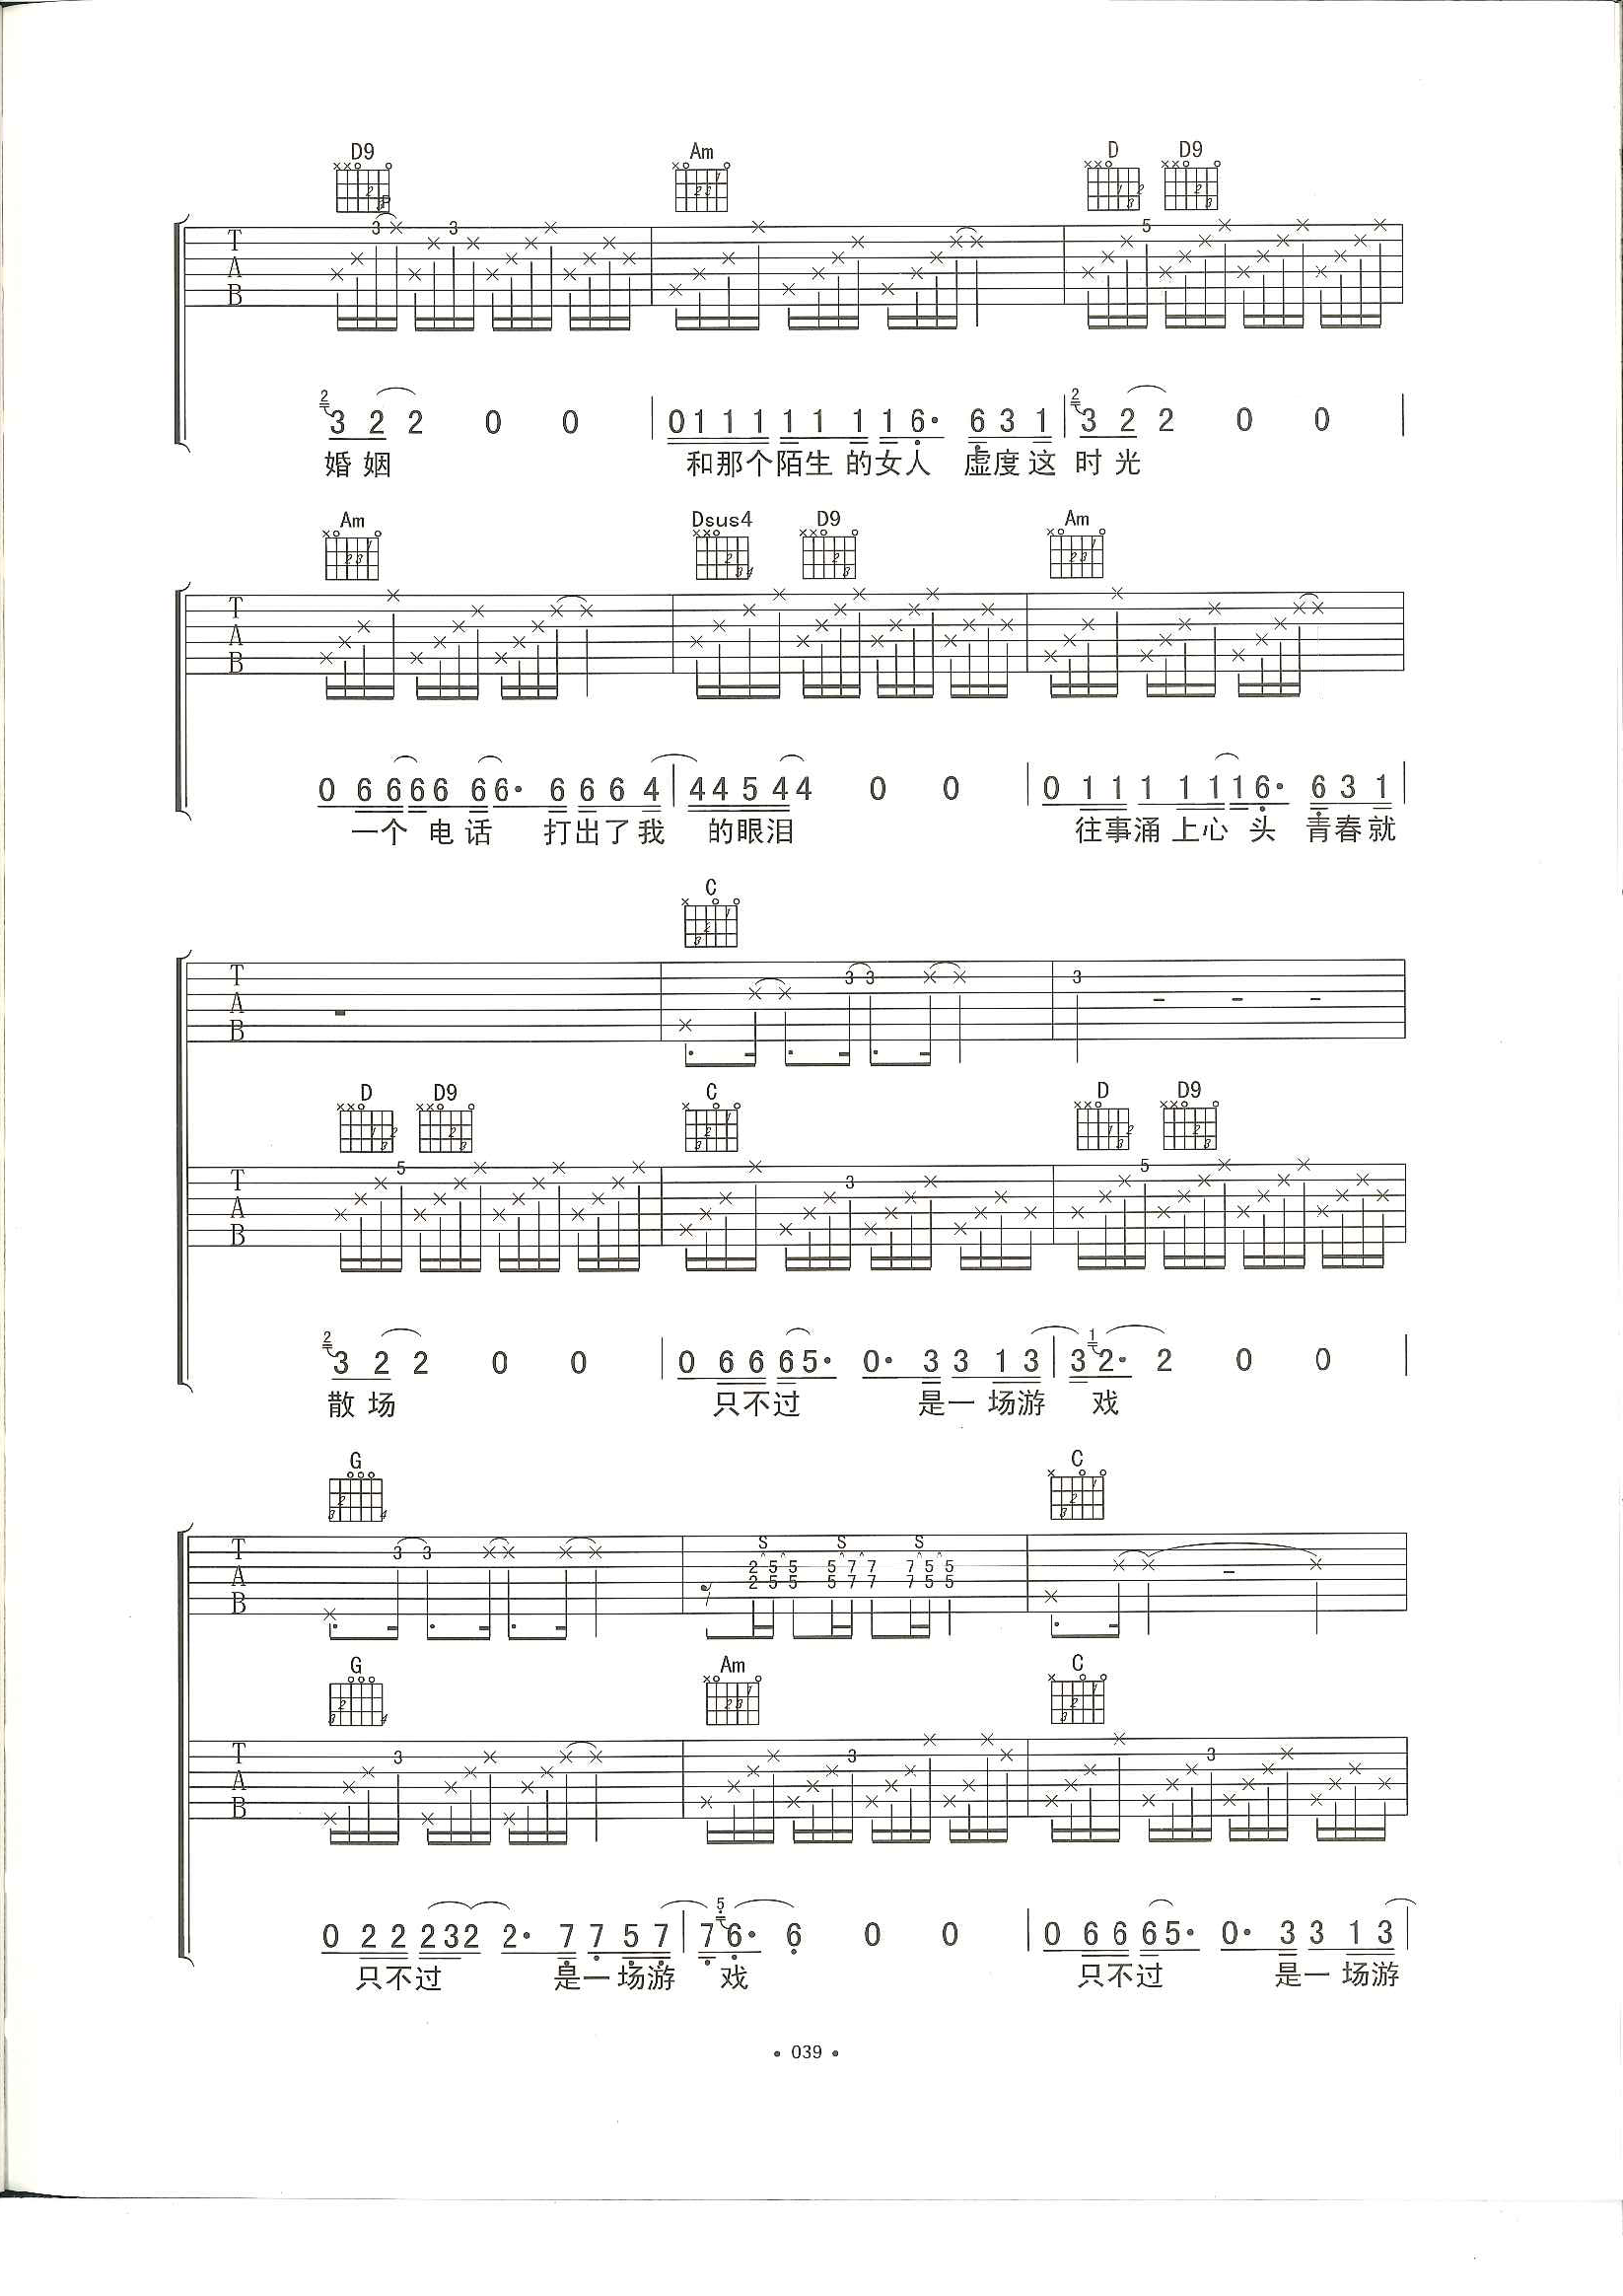 D9 Am D D9
P
3 3 5
T
A
B
2 3 2 2 0 0 0 1 1 1 1 1 1 1 6· 6 3 1 2 3 2 2 0 0
婚姻 和那个陌生的女人 虚度这时光
Am Dsus4 D9 Am
T
A
B
0 6 6 6 6 6 6· 6 6 6 4 4 4 5 4 4 0 0 0 1 1 1 1 1 1 6· 6 3 1
一个电话 打出了我 的眼泪 往事涌上心头 青春就
C
T
A
B
3 3 3
D D9 C D D9
5 3 5
T
A
B
2 3 2 2 0 0 0 6 6 6 5· 0· 3 3 1 3 3 1 2· 2 0 0
散场 只不过 是一场游 戏
G C
S S S
T
A
B
3 3 2 5 5 5 7 7 7 5 5
2 5 5 5 7 7 7 5 5
G Am C
T
A
B
3 3 3
0 2 2 2 3 2 2· 7 7 5 7 7 5 6· 6 0 0 0 6 6 6 5· 0· 3 3 1 3
只不过 是一场游 戏 只不过 是一场游
• 039 •